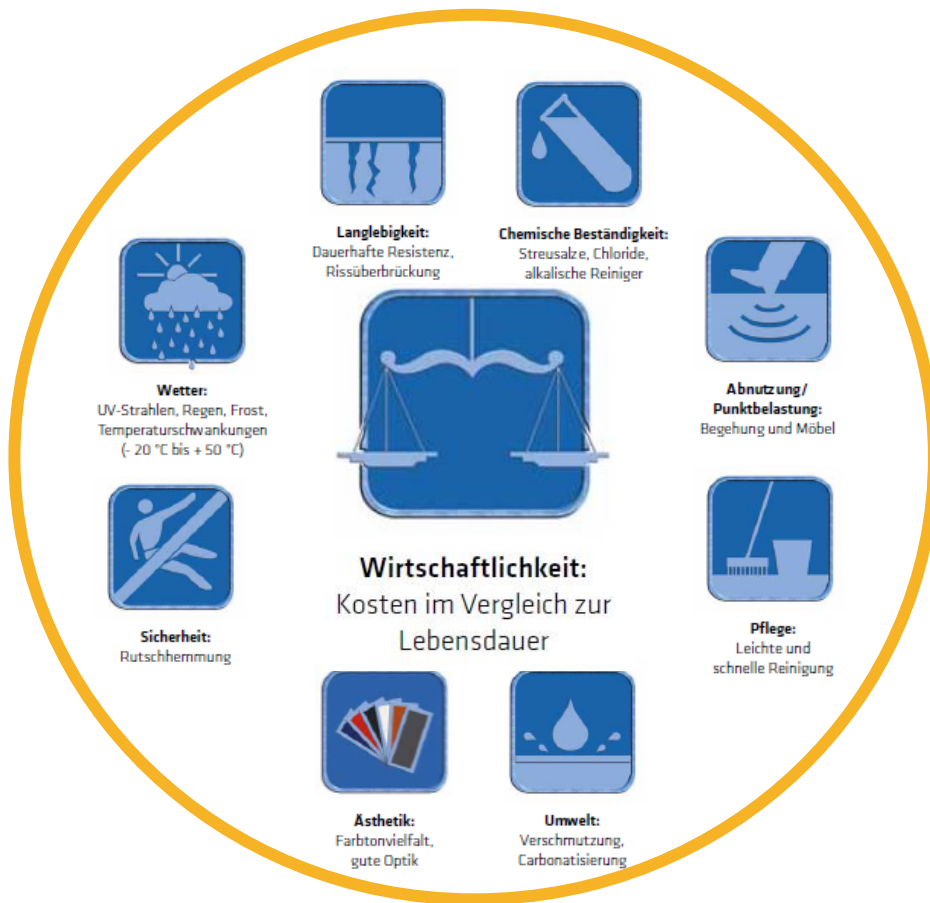 Langlebigkeit:
Dauerhafte Resistenz,
Rissüberbrückung
Chemische Beständigkeit:
Streusalze, Chloride,
alkalische Reiniger
Wetter:
UV-Strahlen, Regen, Frost,
Temperaturschwankungen
(- 20 °C bis + 50 °C)
Abnutzung/
Punktbelastung:
Begehung und Möbel
Wirtschaftlichkeit:
Kosten im Vergleich zur
Lebensdauer
Sicherheit:
Rutschhemmung
Pflege:
Leichte und
schnelle Reinigung
Ästhetik:
Farbtonvielfalt,
gute Optik
Umwelt:
Verschmutzung,
Carbonatisierung